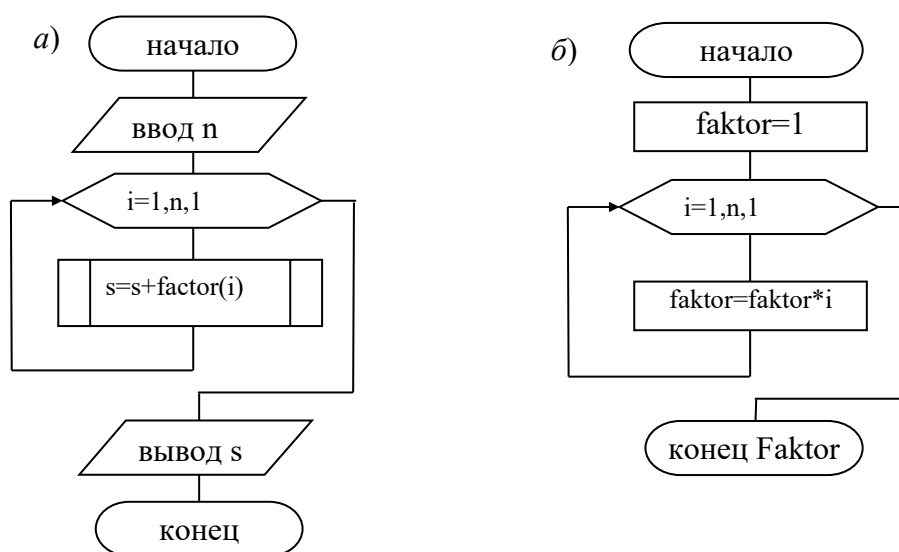 а)
начало
ввод n
i=1,n,1
s=s+factor(i)
вывод s
конец
б)
начало
faktor=1
i=1,n,1
faktor=faktor*i
конец Faktor